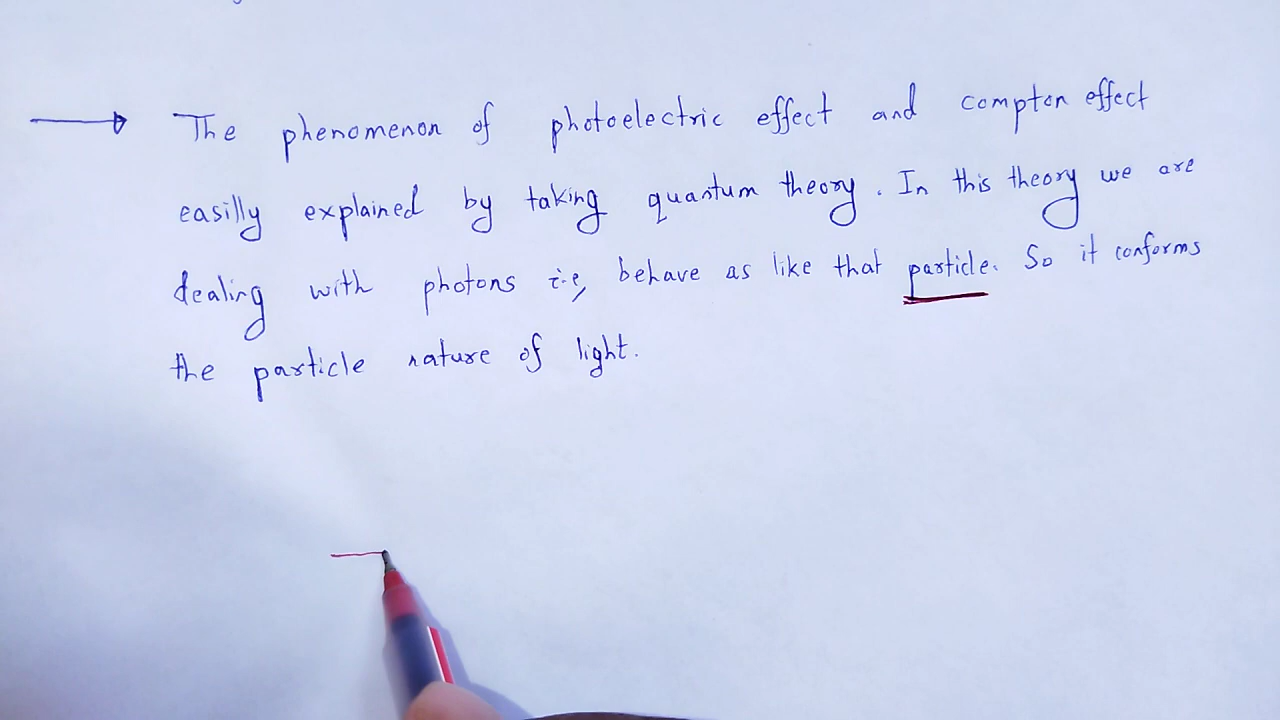 The phenomenon of photoelectric effect and compton effect
easilly explained by taking quantum theory. In this theory we are
dealing with photons i.e, behave as like that particle. So it conforms
the particle nature of light.